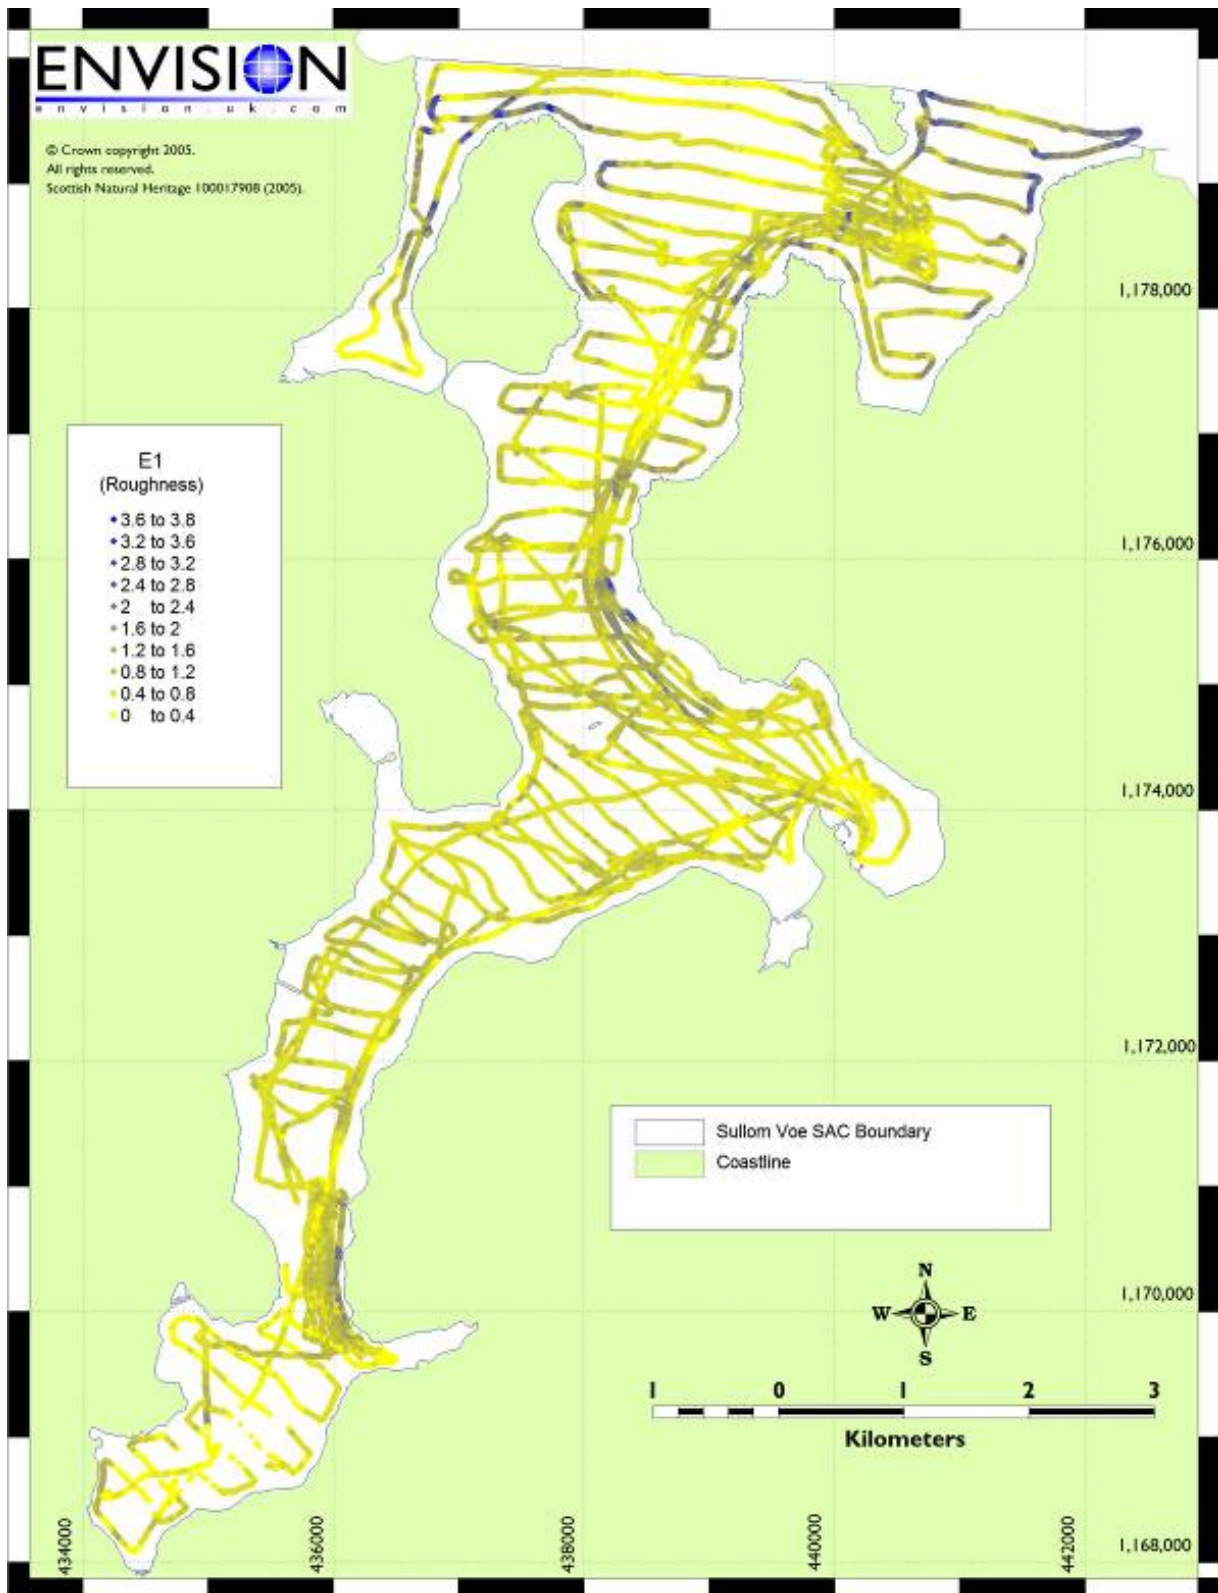 ENVISION
envision.uk.com
© Crown copyright 2005.
All rights reserved.
Scottish Natural Heritage 100017908 (2005).
1,178,000
E1
(Roughness)
3.6 to 3.8
3.2 to 3.6
2.8 to 3.2
2.4 to 2.8
2 to 2.4
1.6 to 2
1.2 to 1.6
0.8 to 1.2
0.4 to 0.8
0 to 0.4
1,176,000
1,174,000
1,172,000
Sullom Voe SAC Boundary
Coastline
1,170,000
N
W E
S
1 0 1 2 3
Kilometers
434000
436000
438000
440000
442000
1,168,000